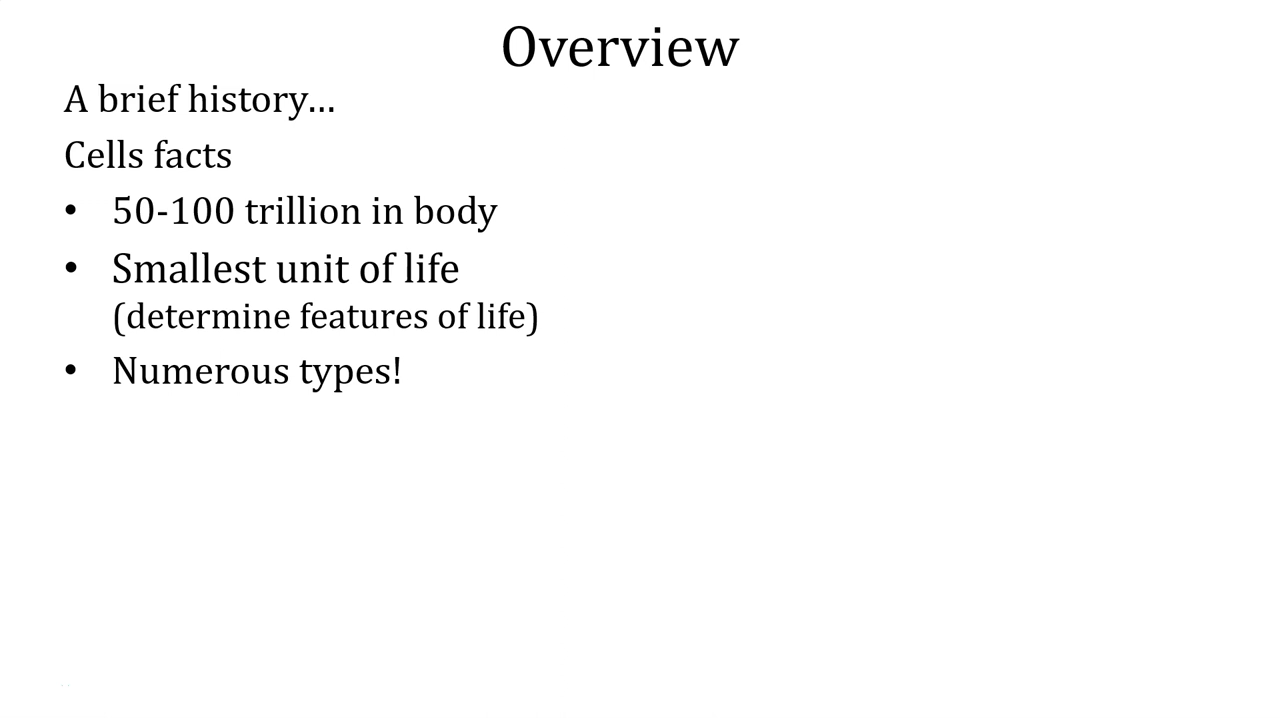 Overview
A brief history…
Cells facts
• 50-100 trillion in body
• Smallest unit of life
(determine features of life)
• Numerous types!